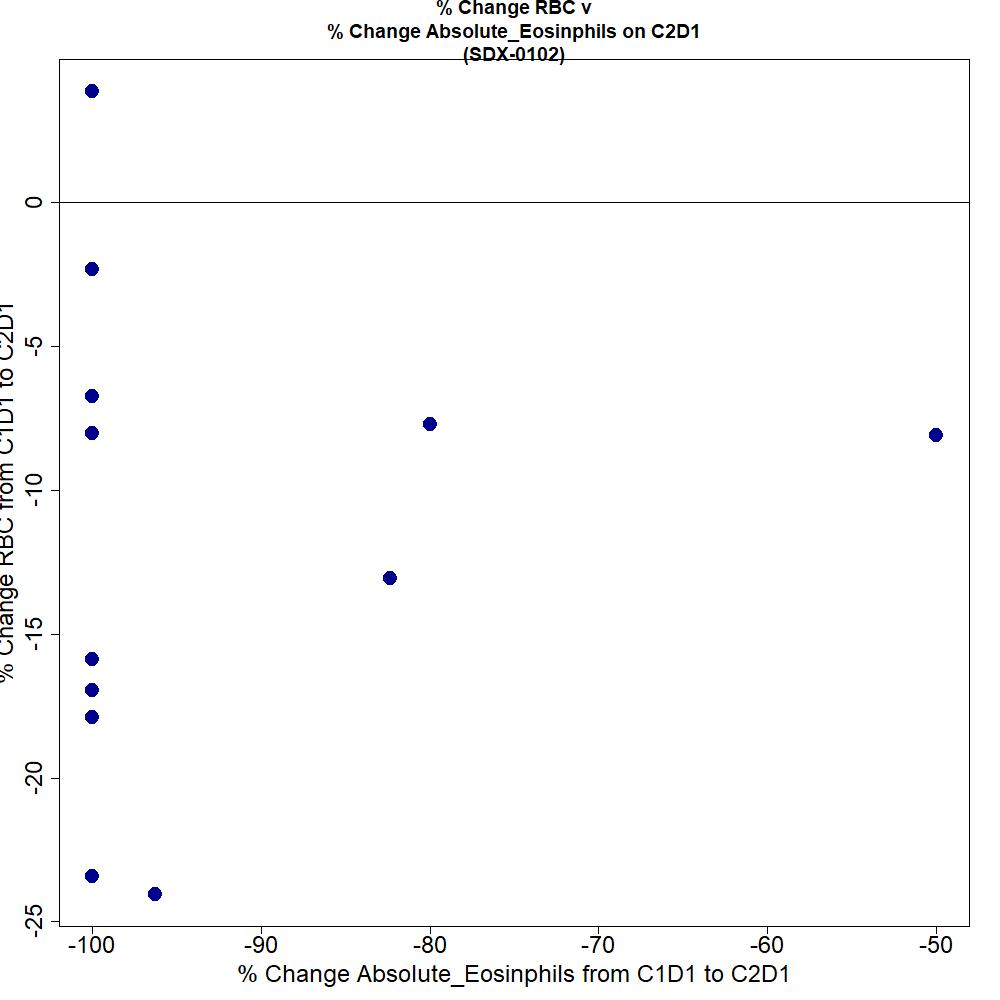 % Change RBC v
% Change Absolute_Eosinphils on C2D1
(SDX-0102)
% Change RBC from C1D1 to C2D1
0
-5
-10
-15
-20
-25
-100
-90
-80
-70
-60
-50
% Change Absolute_Eosinphils from C1D1 to C2D1